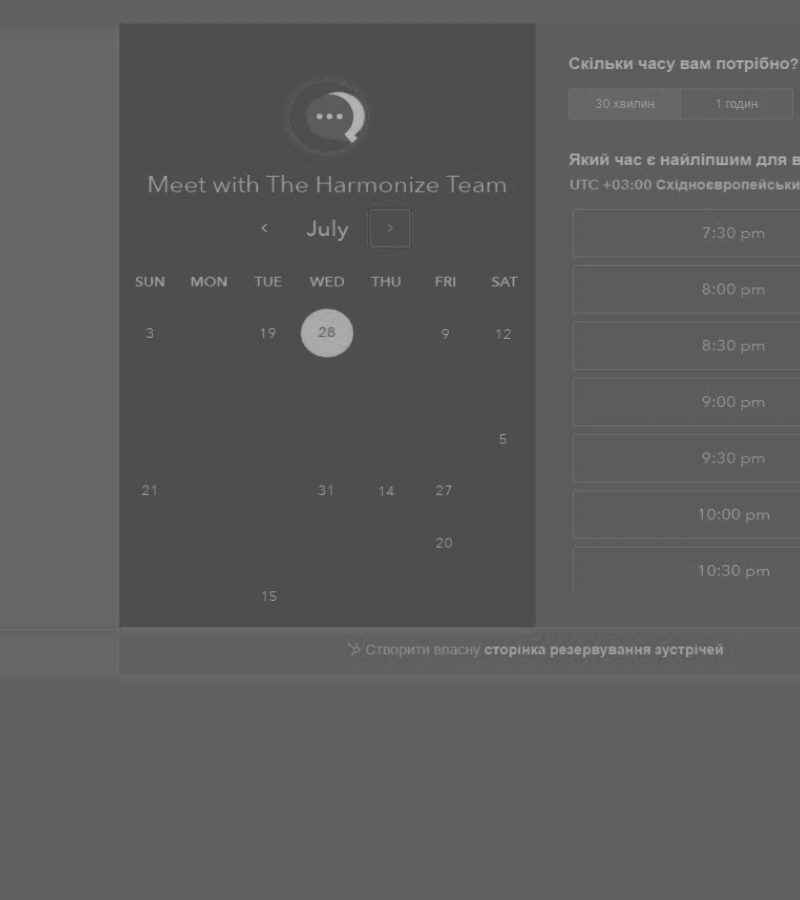 Meet with The Harmonize Team
July
SUN MON TUE WED THU FRI SAT
3 19 28 9 12
5
21 31 14 27
20
15
Скільки часу вам потрібно?
30 хвилин 1 годин
Який час є найліпшим для
UTC +03:00
7:30 pm
8:00 pm
8:30 pm
9:00 pm
9:30 pm
10:00 pm
10:30 pm
Створити власну сторінка резервування зустрічей